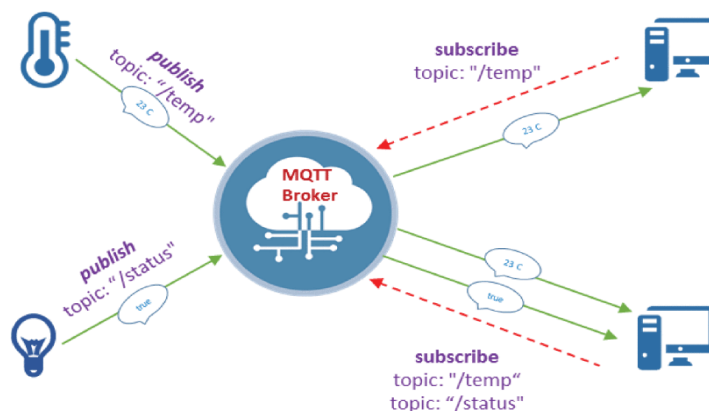 publish
topic: “/temp"
23 C
subscribe
topic: "/temp"
23 C
MQTT
Broker
publish
topic: “/status"
true
23 C
true
subscribe
topic: "/temp“
topic: “/status"